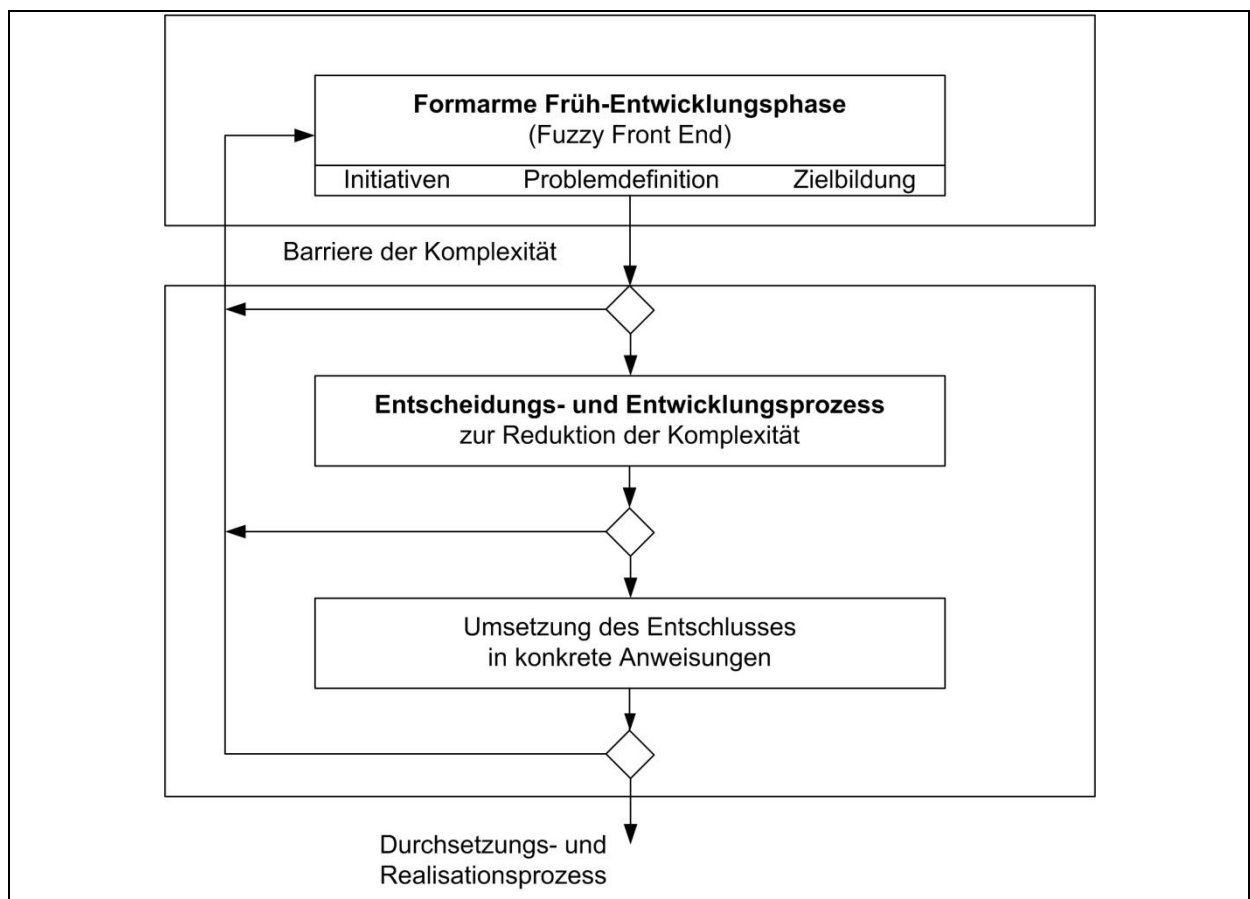 Formarme Früh-Entwicklungsphase
(Fuzzy Front End)
Initiativen Problemdefinition Zielbildung
Barriere der Komplexität
Entscheidungs- und Entwicklungsprozess
zur Reduktion der Komplexität
Umsetzung des Entschlusses
in konkrete Anweisungen
Durchsetzungs- und
Realisationsprozess